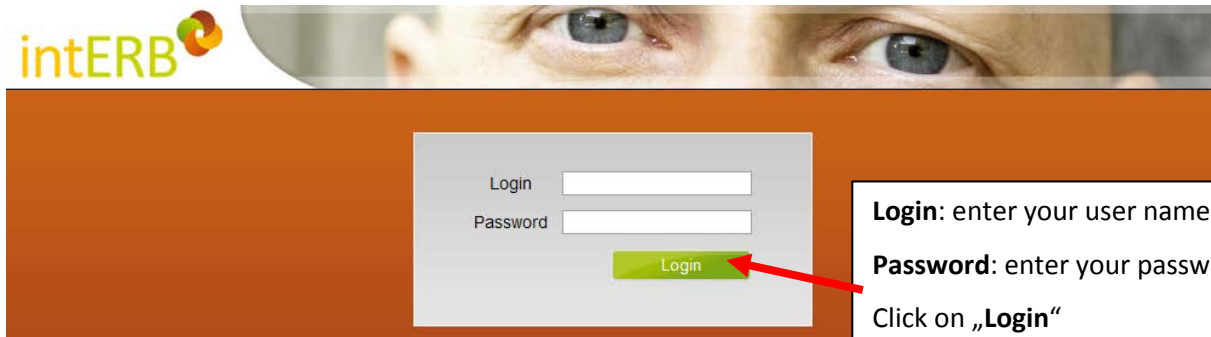 intERB
Login
Password
Login
Login: enter your user name
Password: enter your passw
Click on „Login“